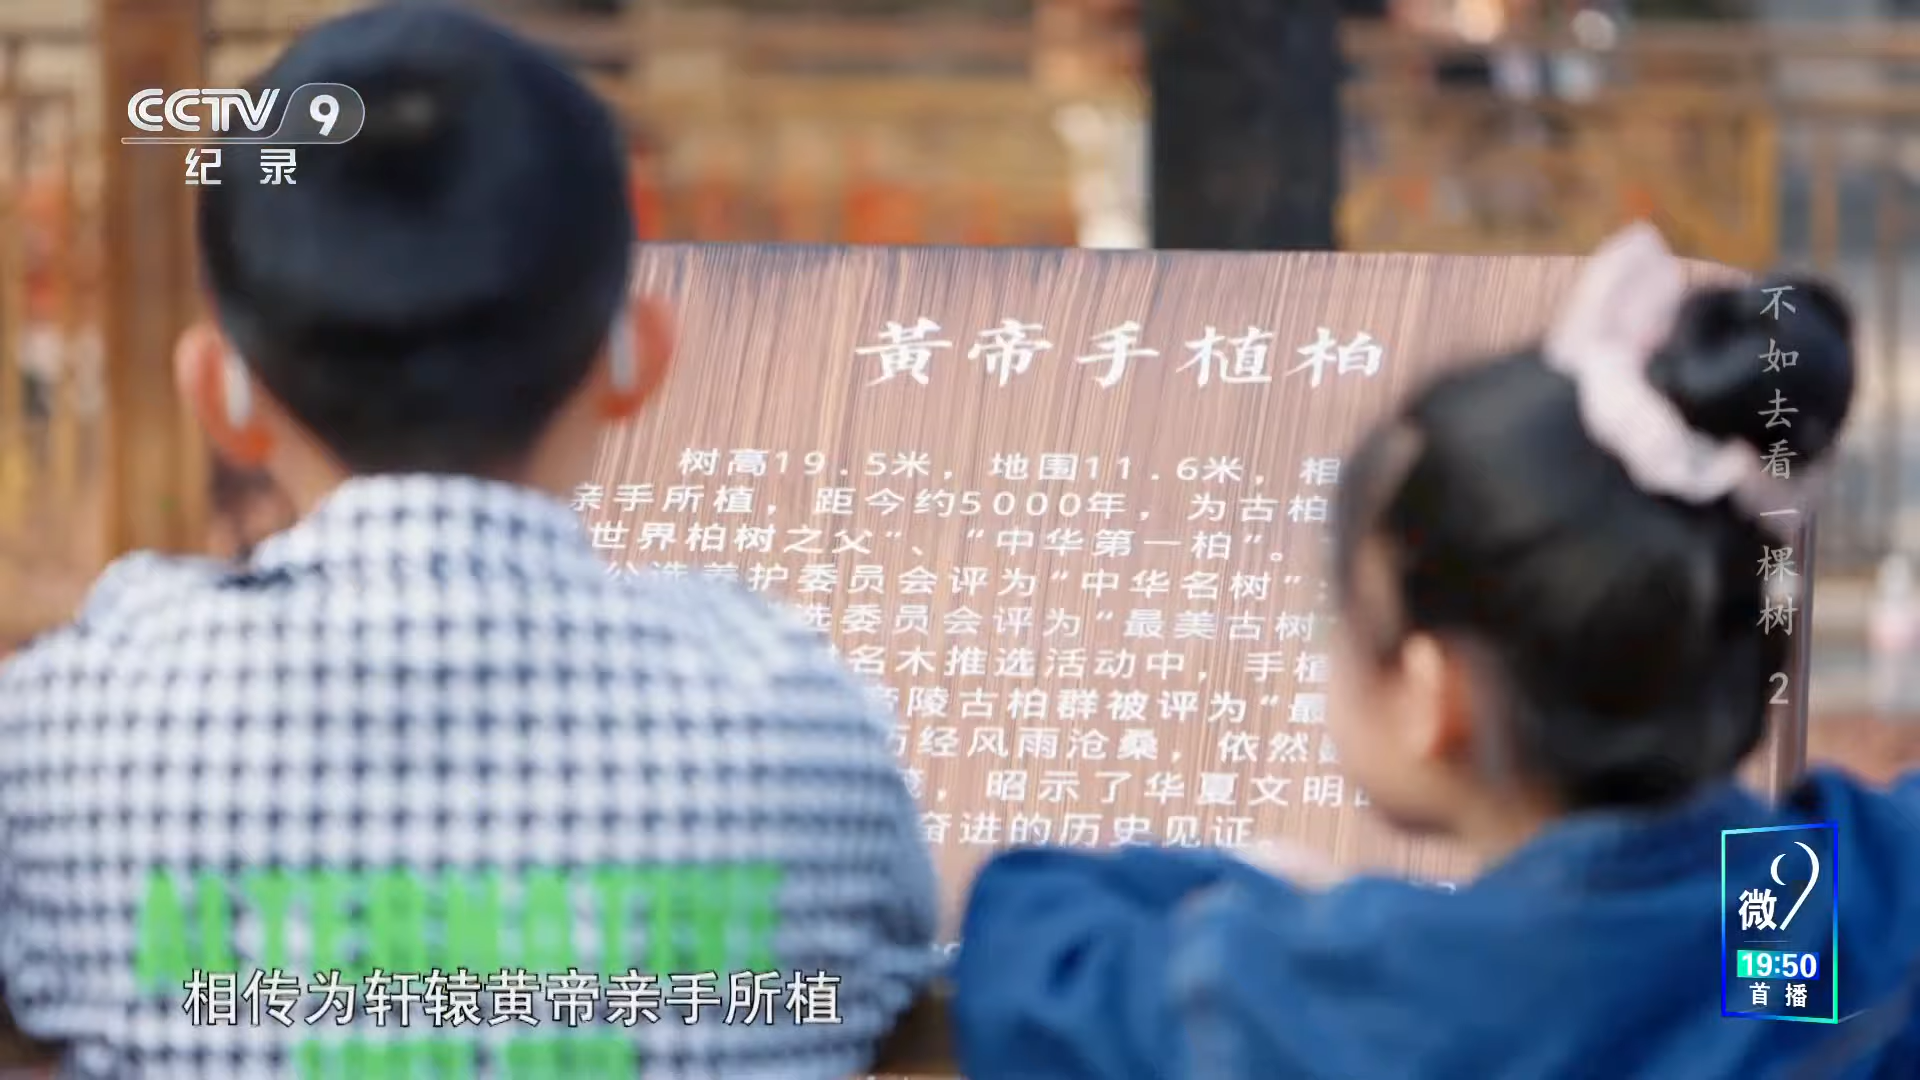 CCTV 9
纪录
黄帝手植柏
树高19.5米，地围11.6米，相
亲手所植，距今约5000年，为古柏
世界柏树之父”、“中华第一柏”。
养护委员会评为“中华名树”；
选委员会评为“最美古树
名木推选活动中，手植
帝陵古柏群被评为“最
历经风雨沧桑，依然
，昭示了华夏文明
奋进的历史见证。
不如去看一棵树 2
ALTERNATIVE
相传为轩辕黄帝亲手所植
微9
19:50
首播